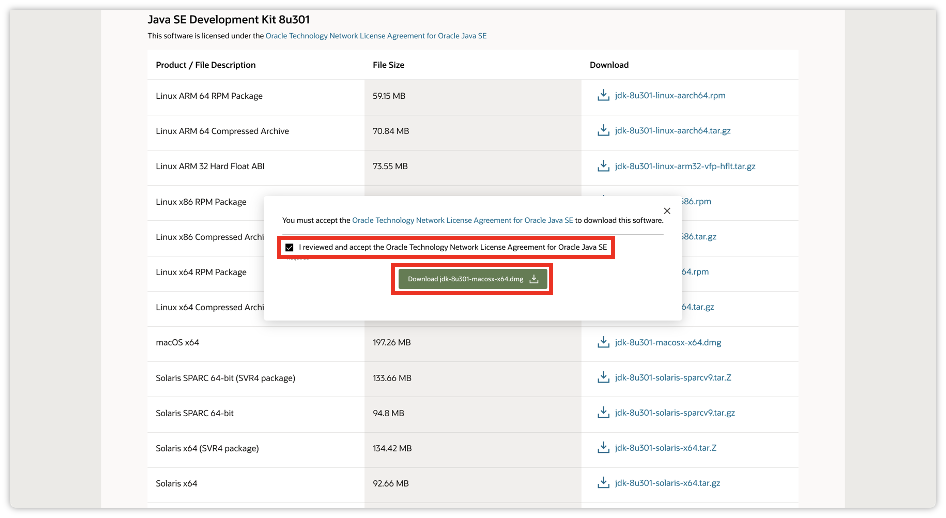 Java SE Development Kit 8u301
This software is licensed under the Oracle Technology Network License Agreement for Oracle Java SE
Product / File Description File Size Download
Linux ARM 64 RPM Package 59.15 MB jdk-8u301-linux-aarch64.rpm
Linux ARM 64 Compressed Archive 70.84 MB jdk-8u301-linux-aarch64.tar.gz
Linux ARM 32 Hard Float ABI 73.55 MB jdk-8u301-linux-arm32-vfp-hflt.tar.gz
Linux x86 RPM Package 586.rpm
You must accept the Oracle Technology Network License Agreement for Oracle Java SE to download this software.
Linux x86 Compressed Archi 586.tar.gz
I reviewed and accept the Oracle Technology Network License Agreement for Oracle Java SE
Linux x64 RPM Package 64.rpm
Download jdk-8u301-macosx-x64.dmg
Linux x64 Compressed Archi 64.tar.gz
macOS x64 197.26 MB jdk-8u301-macosx-x64.dmg
Solaris SPARC 64-bit (SVR4 package) 133.66 MB jdk-8u301-solaris-sparcv9.tar.Z
Solaris SPARC 64-bit 94.8 MB jdk-8u301-solaris-sparcv9.tar.gz
Solaris x64 (SVR4 package) 134.42 MB jdk-8u301-solaris-x64.tar.Z
Solaris x64 92.66 MB jdk-8u301-solaris-x64.tar.gz